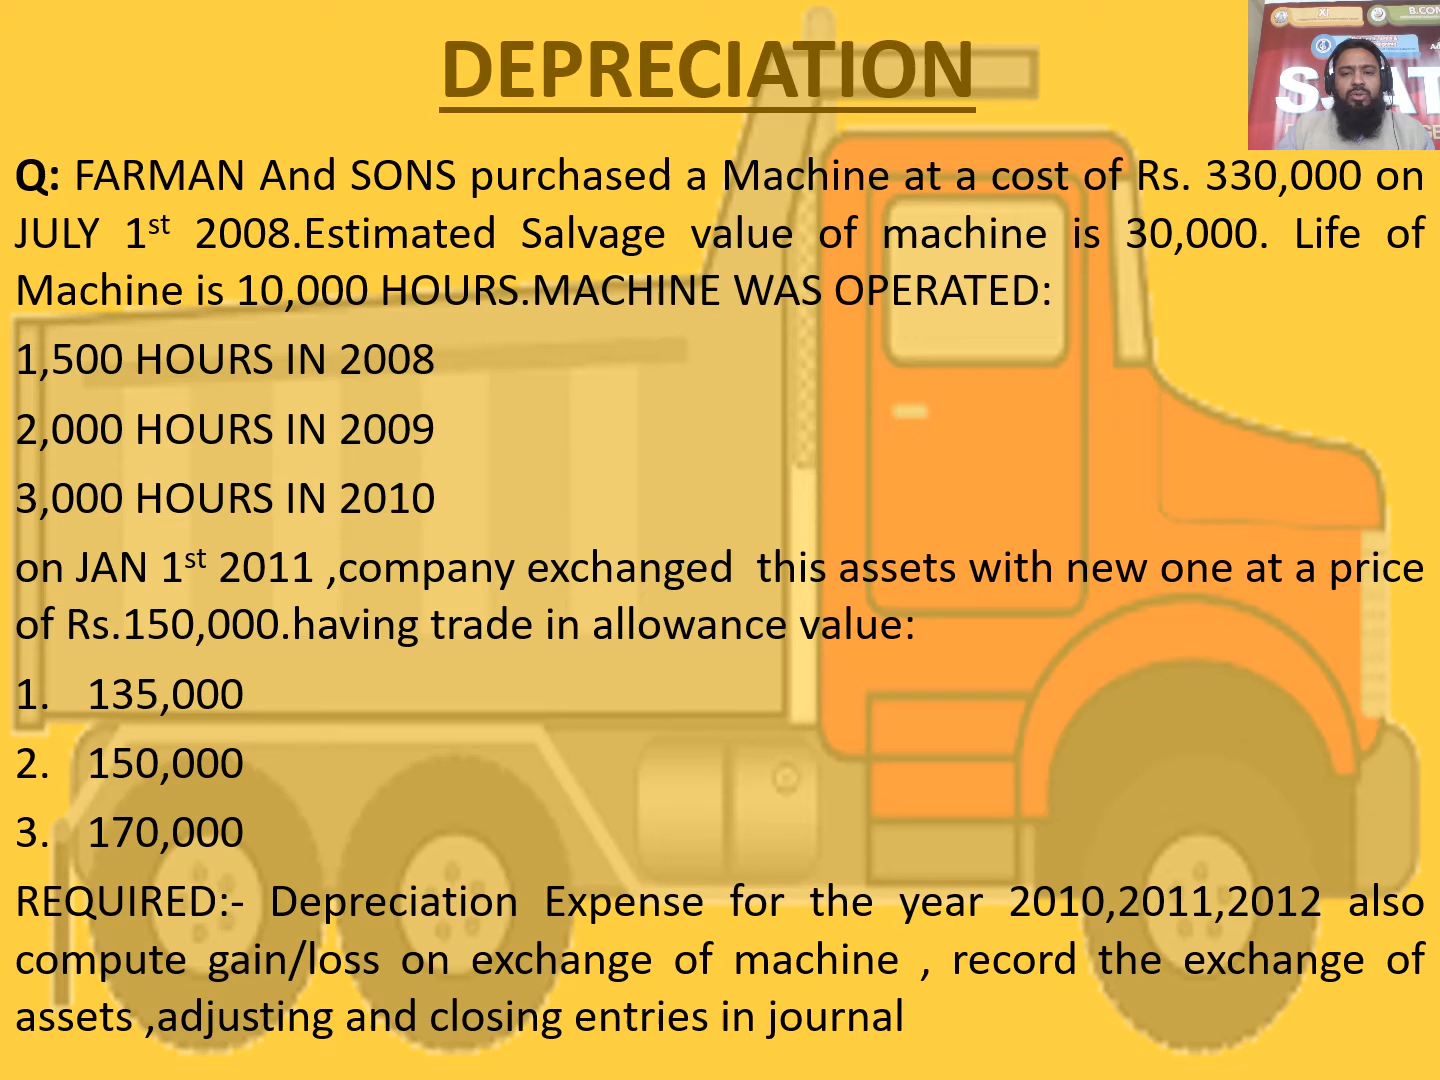 DEPRECIATION
XI
B.COM
Q: FARMAN And SONS purchased a Machine at a cost of Rs. 330,000 on
JULY 1st 2008.Estimated Salvage value of machine is 30,000. Life of
Machine is 10,000 HOURS.MACHINE WAS OPERATED:
1,500 HOURS IN 2008
2,000 HOURS IN 2009
3,000 HOURS IN 2010
on JAN 1st 2011 ,company exchanged  this assets with new one at a price
of Rs.150,000.having trade in allowance value:
1. 135,000
2. 150,000
3. 170,000
REQUIRED:- Depreciation Expense for the year 2010,2011,2012 also
compute gain/loss on exchange of machine , record the exchange of
assets ,adjusting and closing entries in journal